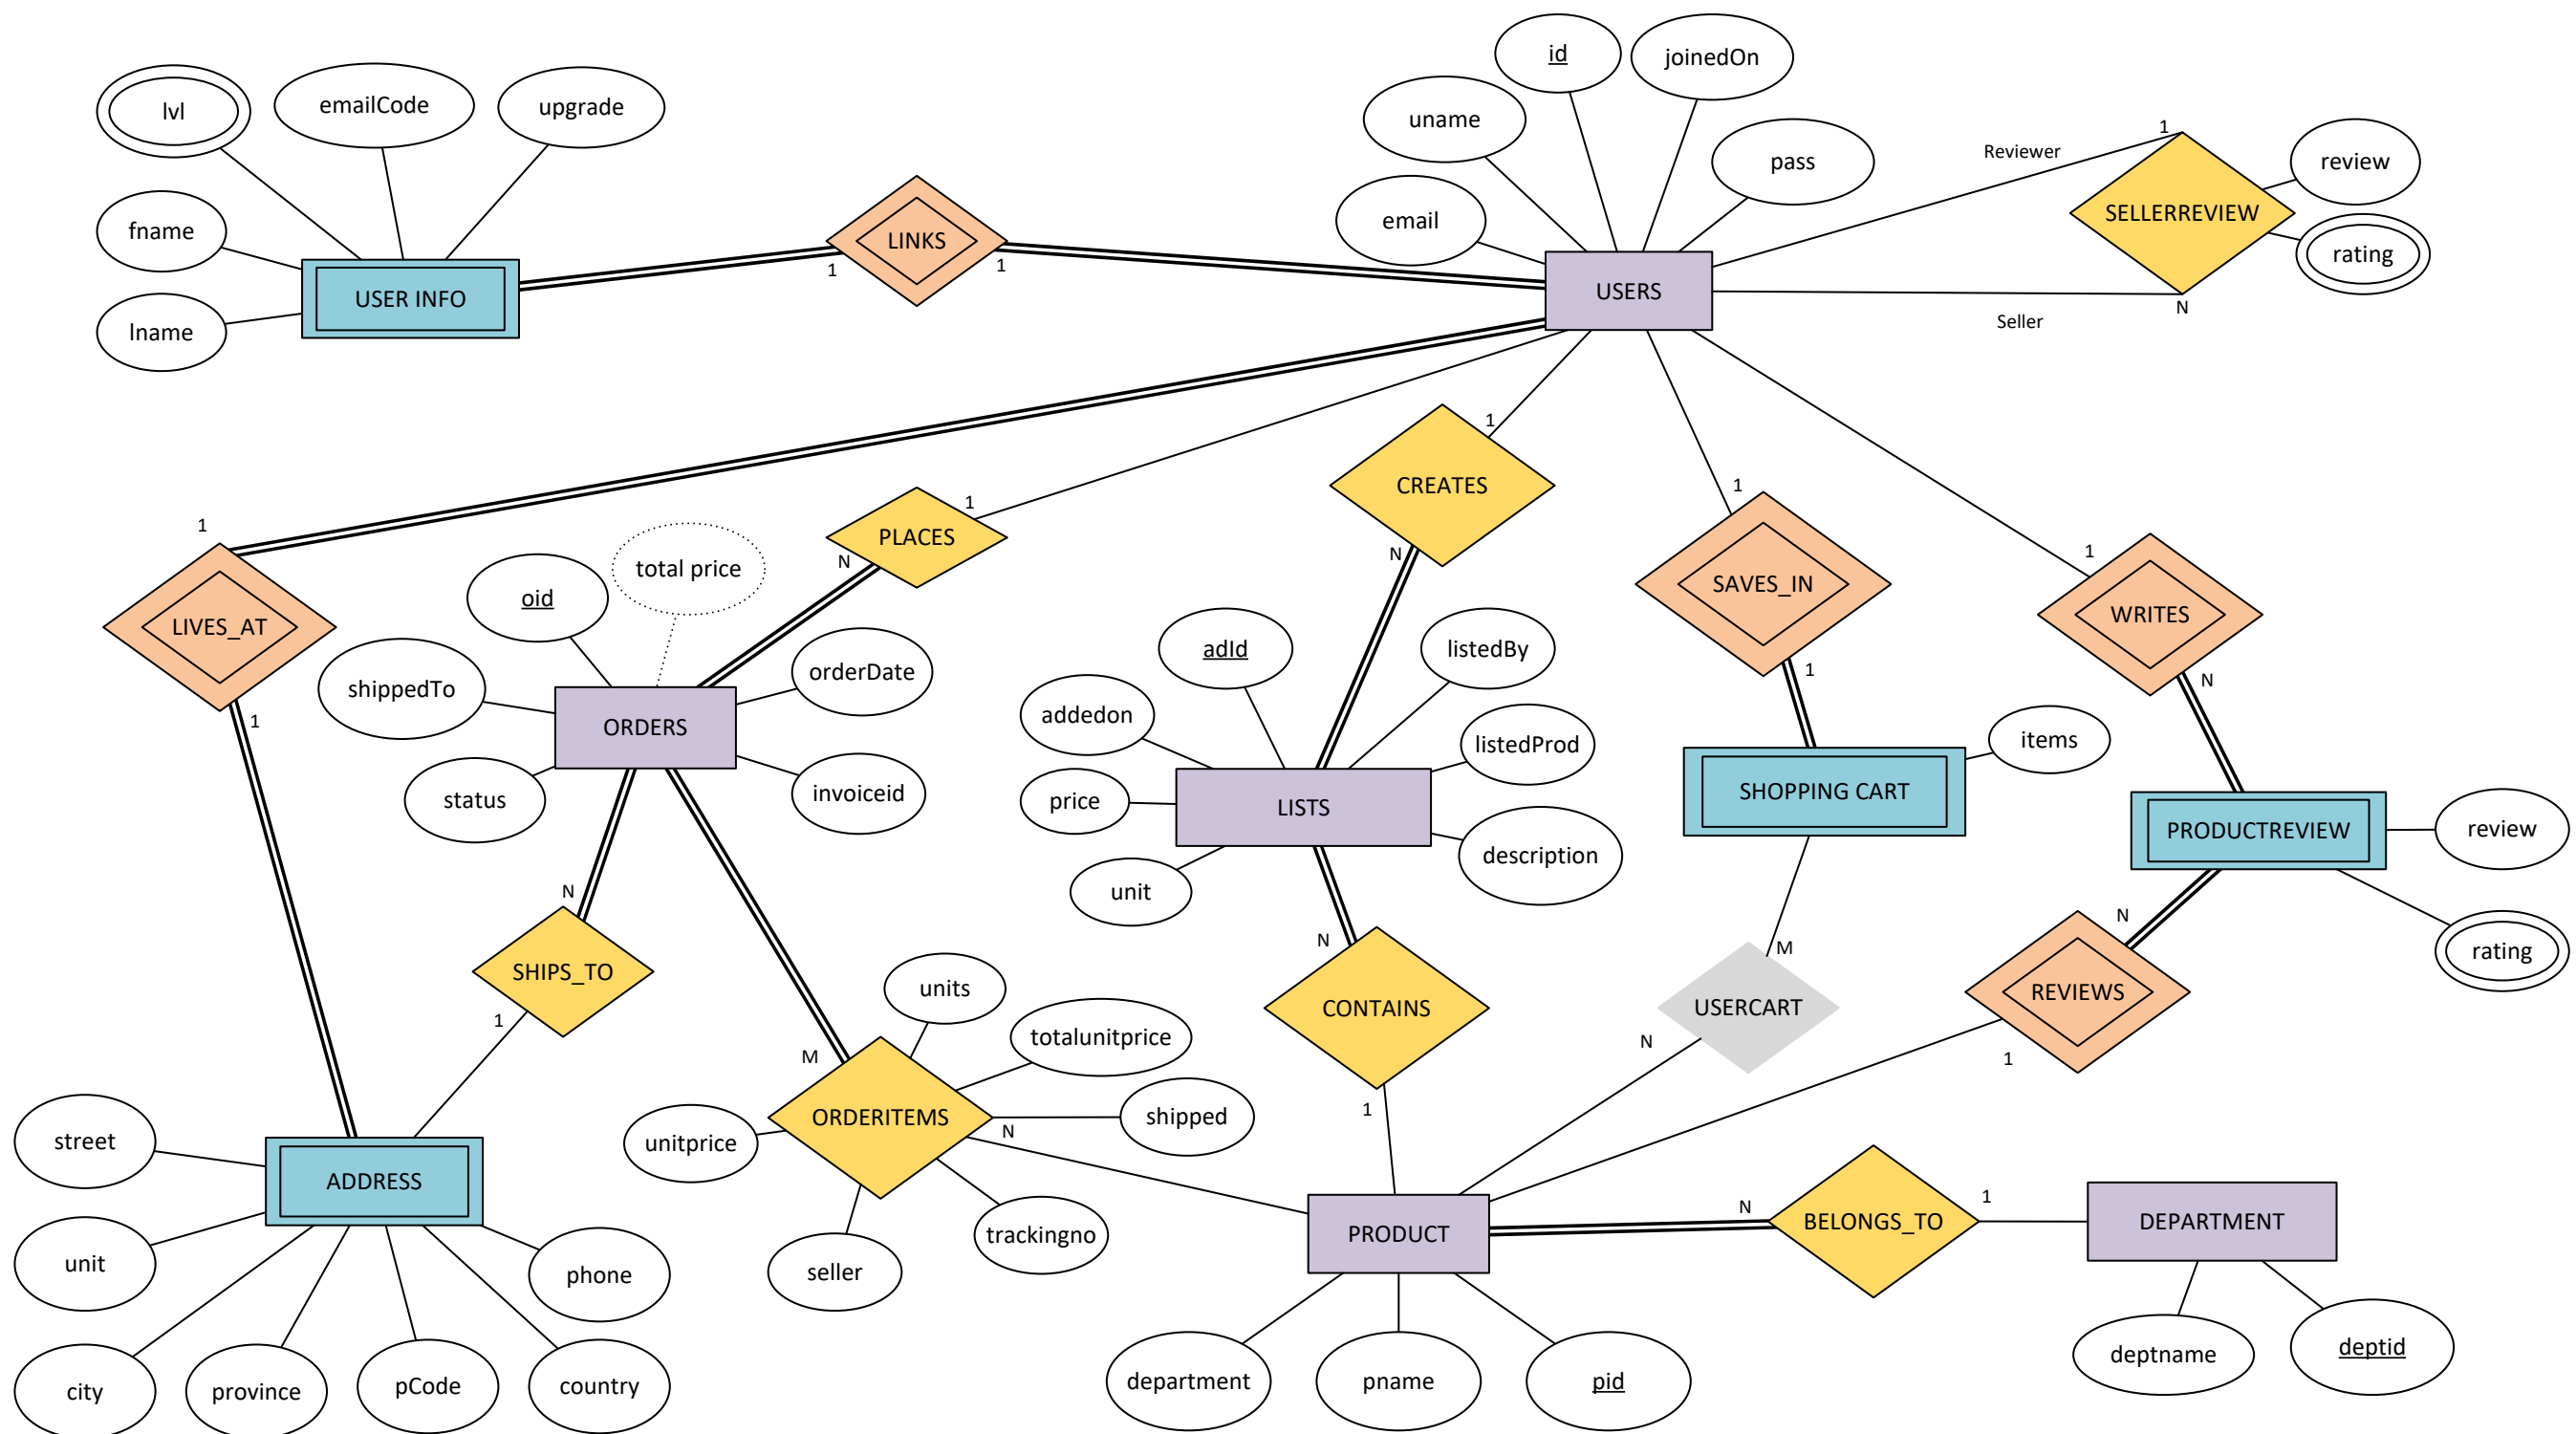 id
joinedOn
lvl
emailCode
upgrade
uname
pass
Reviewer
1
review
fname
email
LINKS
SELLERREVIEW
rating
1
1
USER INFO
USERS
lname
Seller
N
1
CREATES
1
1
PLACES
1
N
N
SAVES_IN
1
total price
oid
LIVES_AT
WRITES
adId
listedBy
shippedTo
orderDate
1
N
1
addedon
ORDERS
listedProd
items
status
invoiceid
price
LISTS
SHOPPING CART
PRODUCTREVIEW
review
description
N
unit
N
N
M
rating
SHIPS_TO
units
CONTAINS
USERCART
REVIEWS
1
totalunitprice
N
M
1
1
street
unitprice
ORDERITEMS
N
shipped
ADDRESS
trackingno
PRODUCT
N
BELONGS_TO
1
DEPARTMENT
unit
phone
seller
city
province
pCode
country
department
pname
pid
deptname
deptid